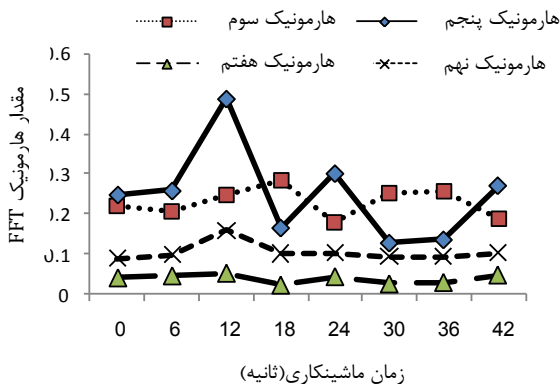 هارمونیک سوم
هارمونیک پنجم
هارمونیک هفتم
هارمونیک نهم
مقدار هارمونیک FFT
0.6
0.5
0.4
0.3
0.2
0.1
0
0 6 12 18 24 30 36 42
زمان ماشینکاری(ثانیه)